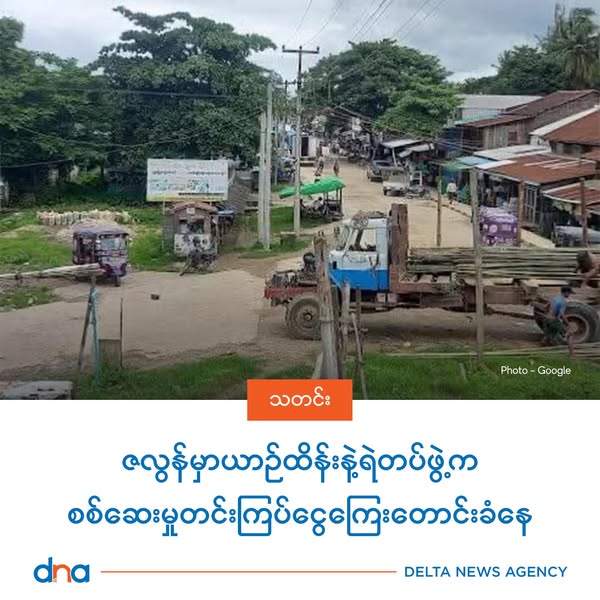 Photo - Google
သတင်း
ဇလွန်မှာယာဉ်ထိန်းနဲ့ရဲတပ်ဖွဲ့က
စစ်ဆေးမှုတင်းကြပ်ငွေကြေးတောင်းခံနေ
dna
DELTA NEWS AGENCY